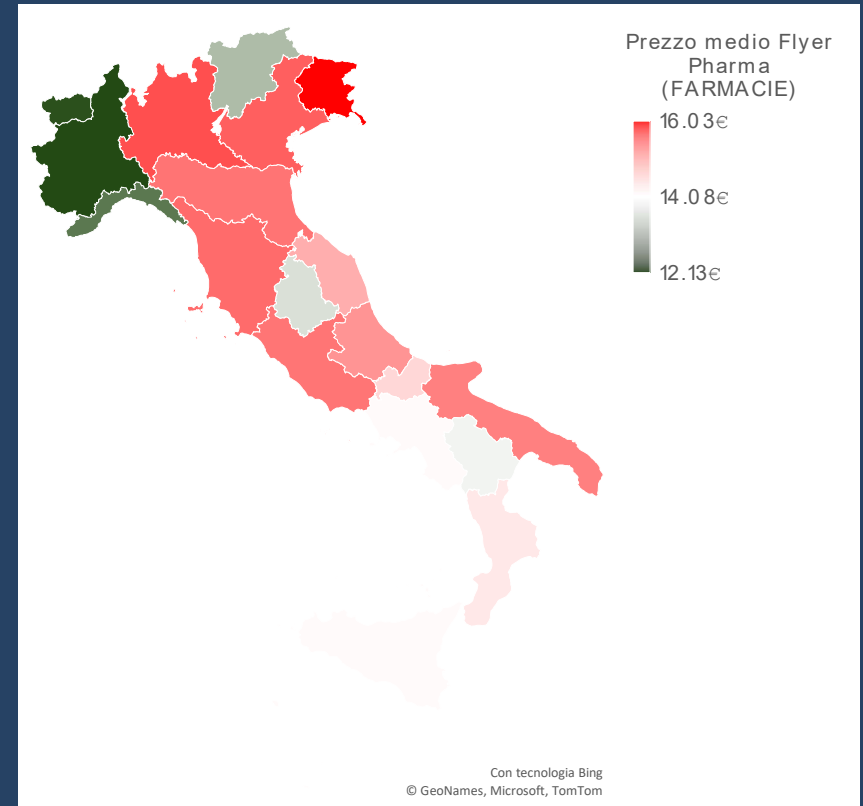 Prezzo medio Flyer
Pharma
(FARMACIE)
16.03€
14.08€
12.13€
Con tecnologia Bing
© GeoNames, Microsoft, TomTom